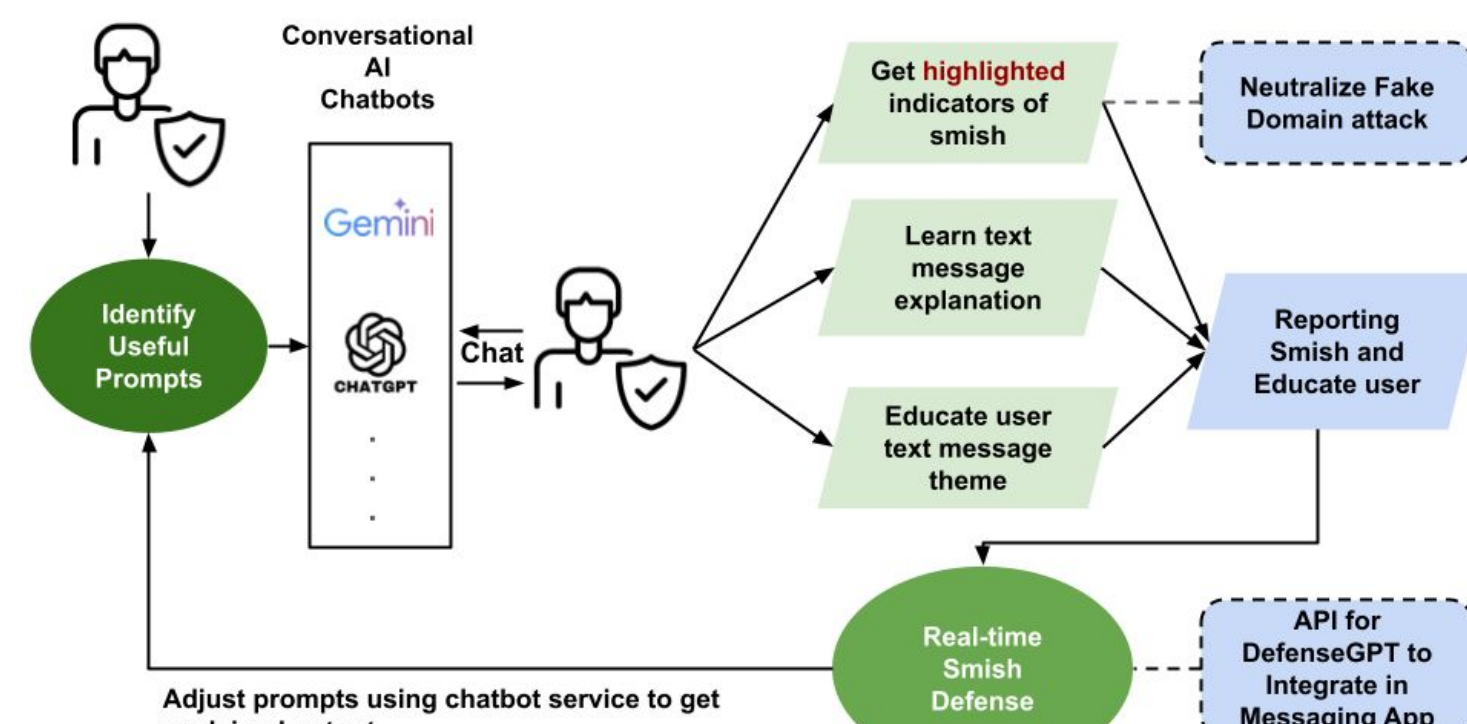 Conversational
AI
Chatbots
Gemini
CHATGPT
Identify
Useful
Prompts
Chat
Get highlighted
indicators of
smish
Learn text
message
explanation
Educate user
text message
theme
Neutralize Fake
Domain attack
Reporting
Smish and
Educate user
Real-time
Smish
Defense
API for
DefenseGPT to
Integrate in
Messaging App
Adjust prompts using chatbot service to get